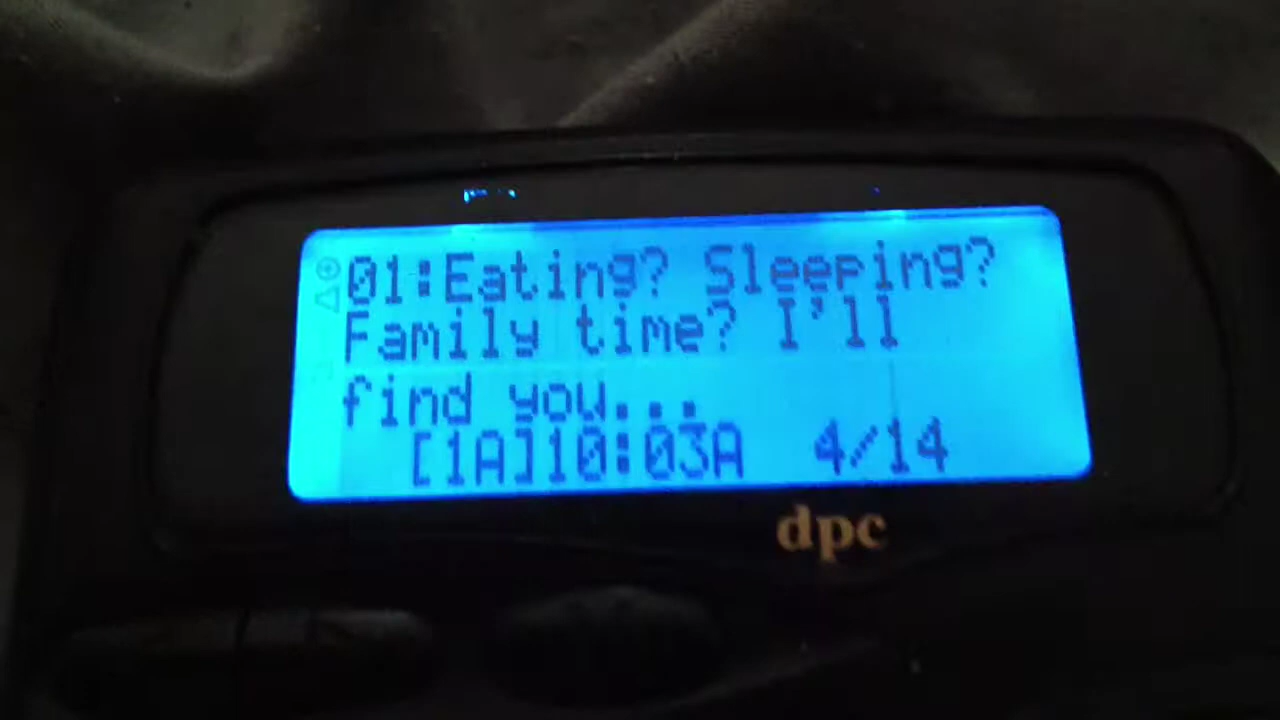 01:Eating? Sleeping?
Family time? I'll
find you...
[1A]10:03A 4/14
dpc